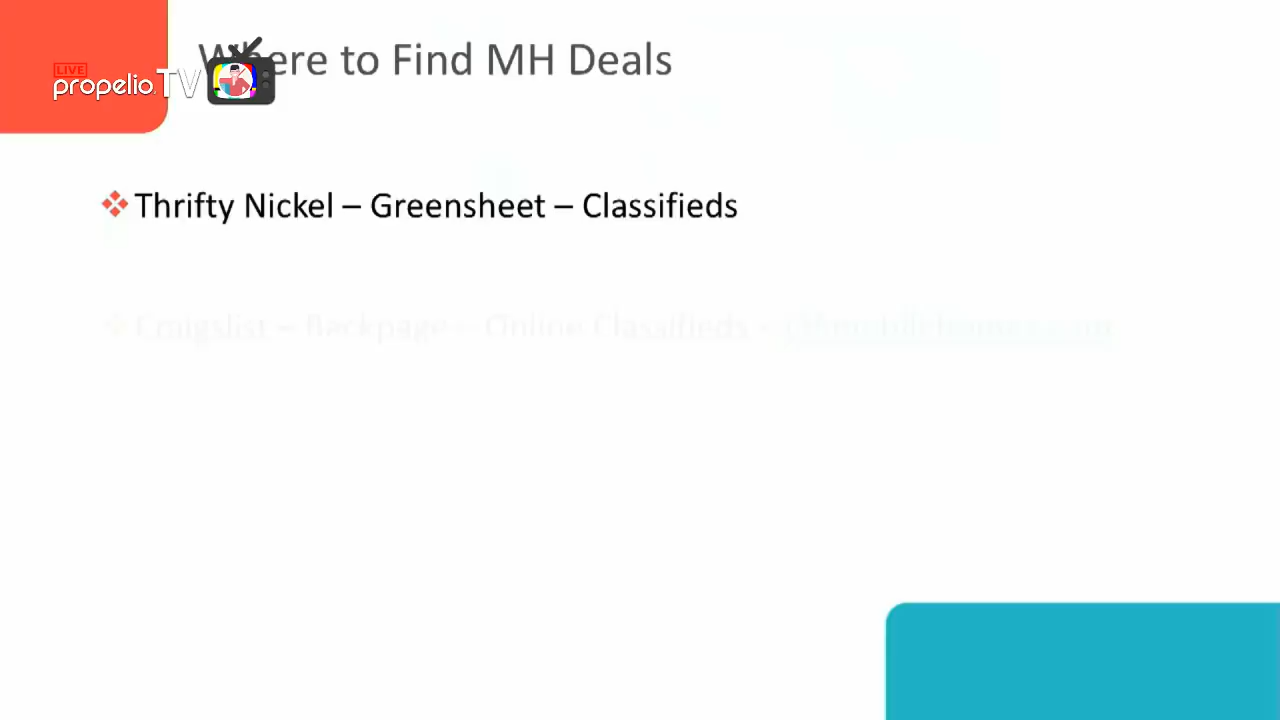 Where to Find MH Deals
LIVE
propelio.TV
Thrifty Nickel – Greensheet – Classifieds
Craigslist – Backpage – Online Classifieds –